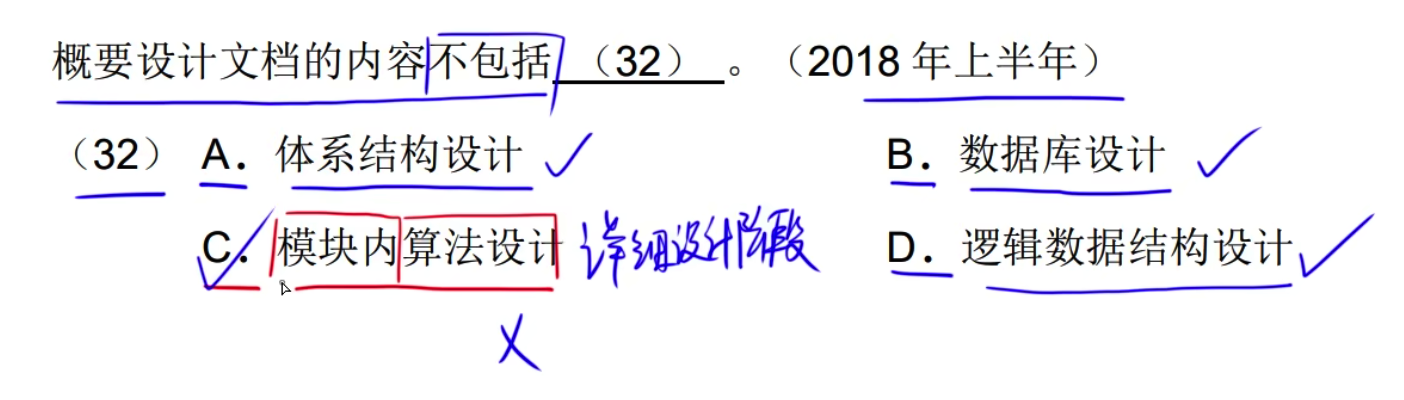 概要设计文档的内容不包括 （32） 。（2018 年上半年）
（32） A．体系结构设计 B．数据库设计
C．模块内算法设计 详细设计阶段 D．逻辑数据结构设计